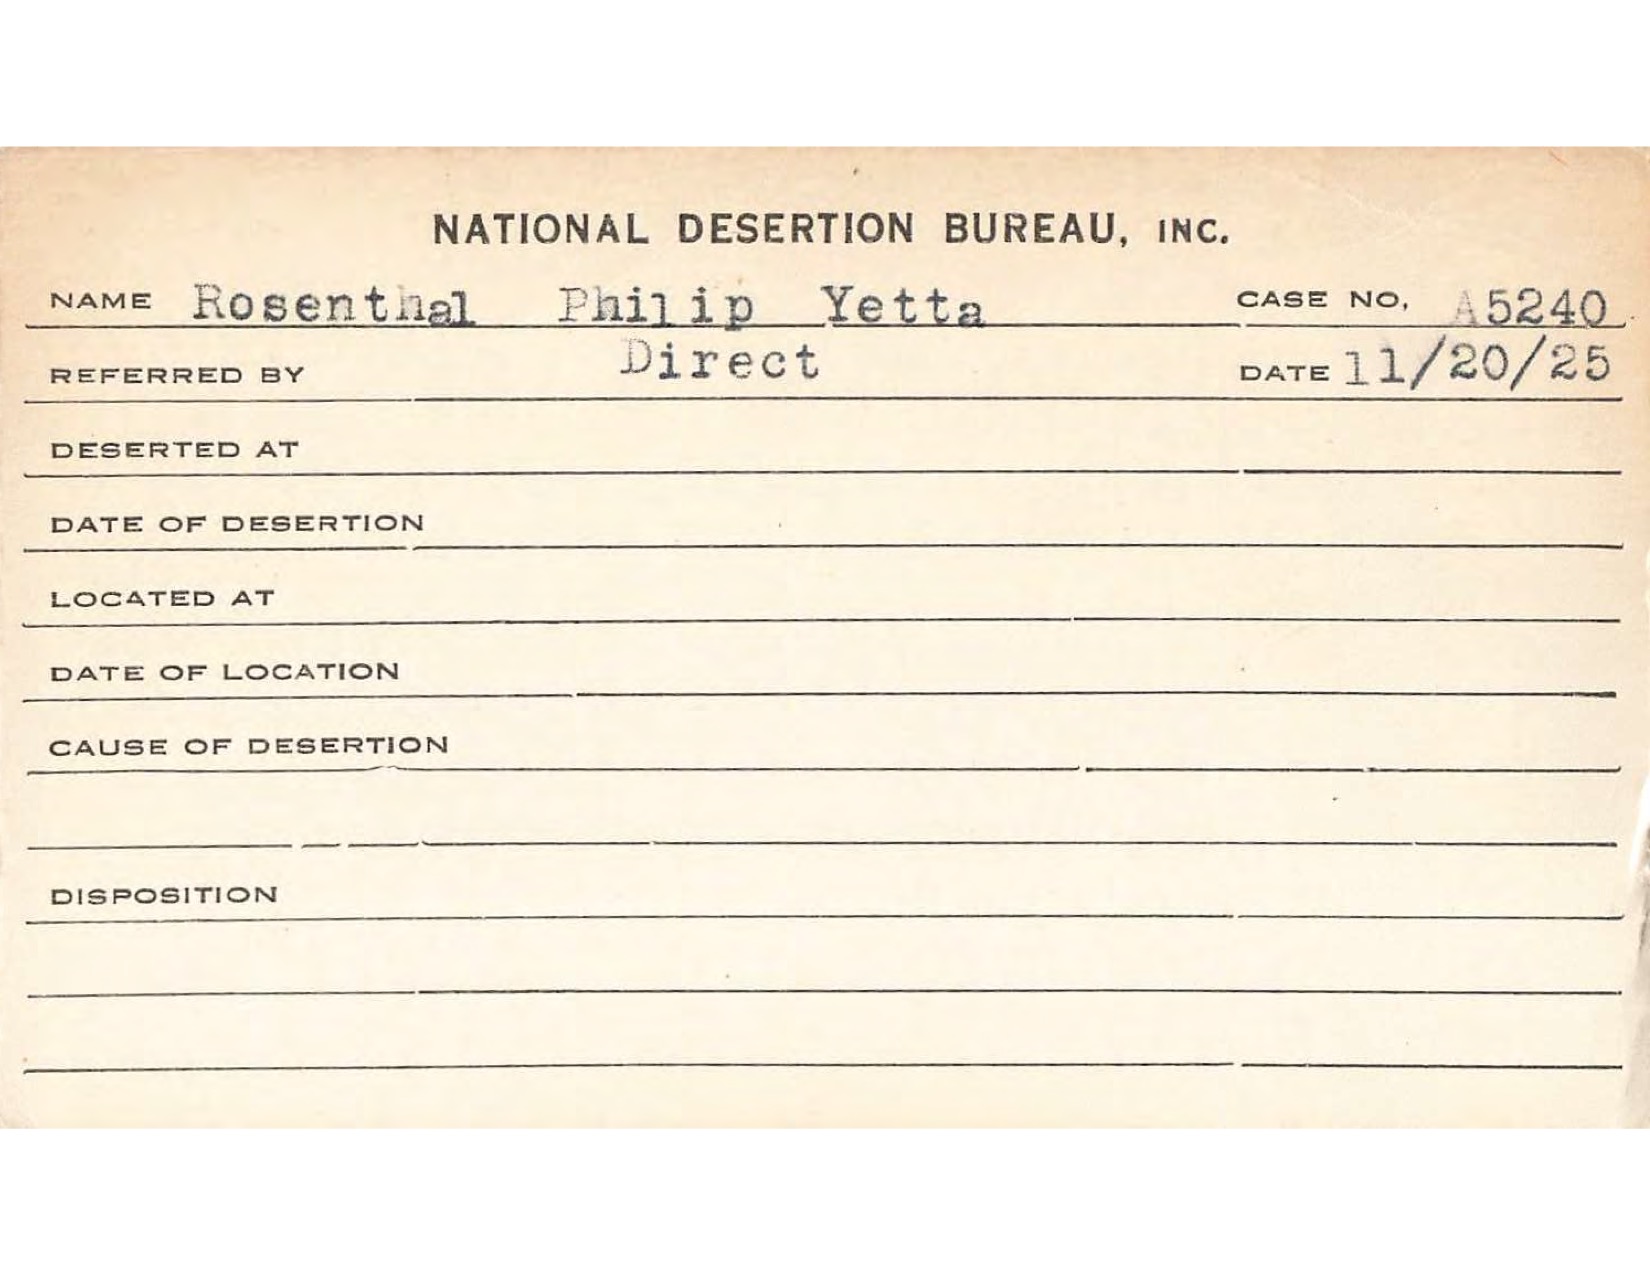 NATIONAL DESERTION BUREAU, INC.
NAME Rosenthal Philip Yetta CASE NO. A5240
REFERRED BY Direct DATE 11/20/25
DESERTED AT
DATE OF DESERTION
LOCATED AT
DATE OF LOCATION
CAUSE OF DESERTION
DISPOSITION